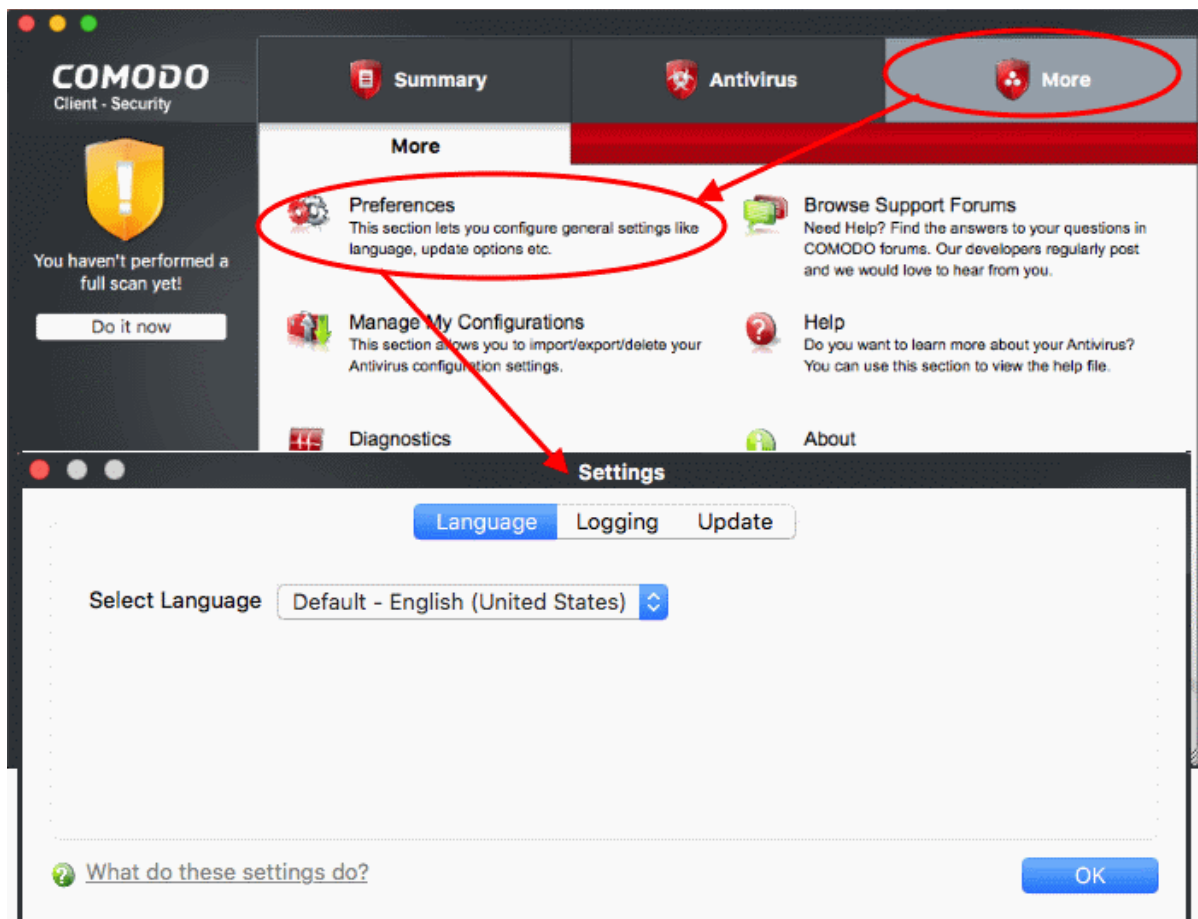 COMODO
Client - Security
Summary
Antivirus
More
More
You haven't performed a
full scan yet!
Do it now
Preferences
This section lets you configure general settings like
language, update options etc.
Browse Support Forums
Need Help? Find the answers to your questions in
COMODO forums. Our developers regularly post
and we would love to hear from you.
Manage My Configurations
This section allows you to import/export/delete your
Antivirus configuration settings.
Help
Do you want to learn more about your Antivirus?
You can use this section to view the help file.
Diagnostics
About
Settings
Language
Logging
Update
Select Language
Default - English (United States)
What do these settings do?
OK